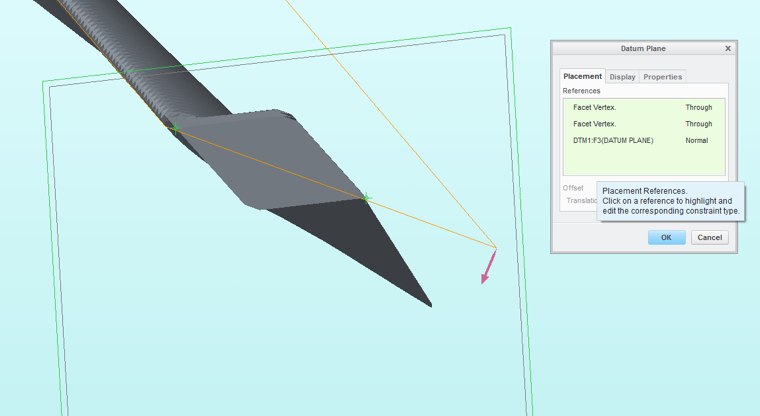 Datum Plane
Placement Display Properties
References
Facet Vertex. Through
Facet Vertex. Through
DTM1:F3(DATUM PLANE) Normal
Offset
Translatio
Placement References.
Click on a reference to highlight and
edit the corresponding constraint type.
OK Cancel